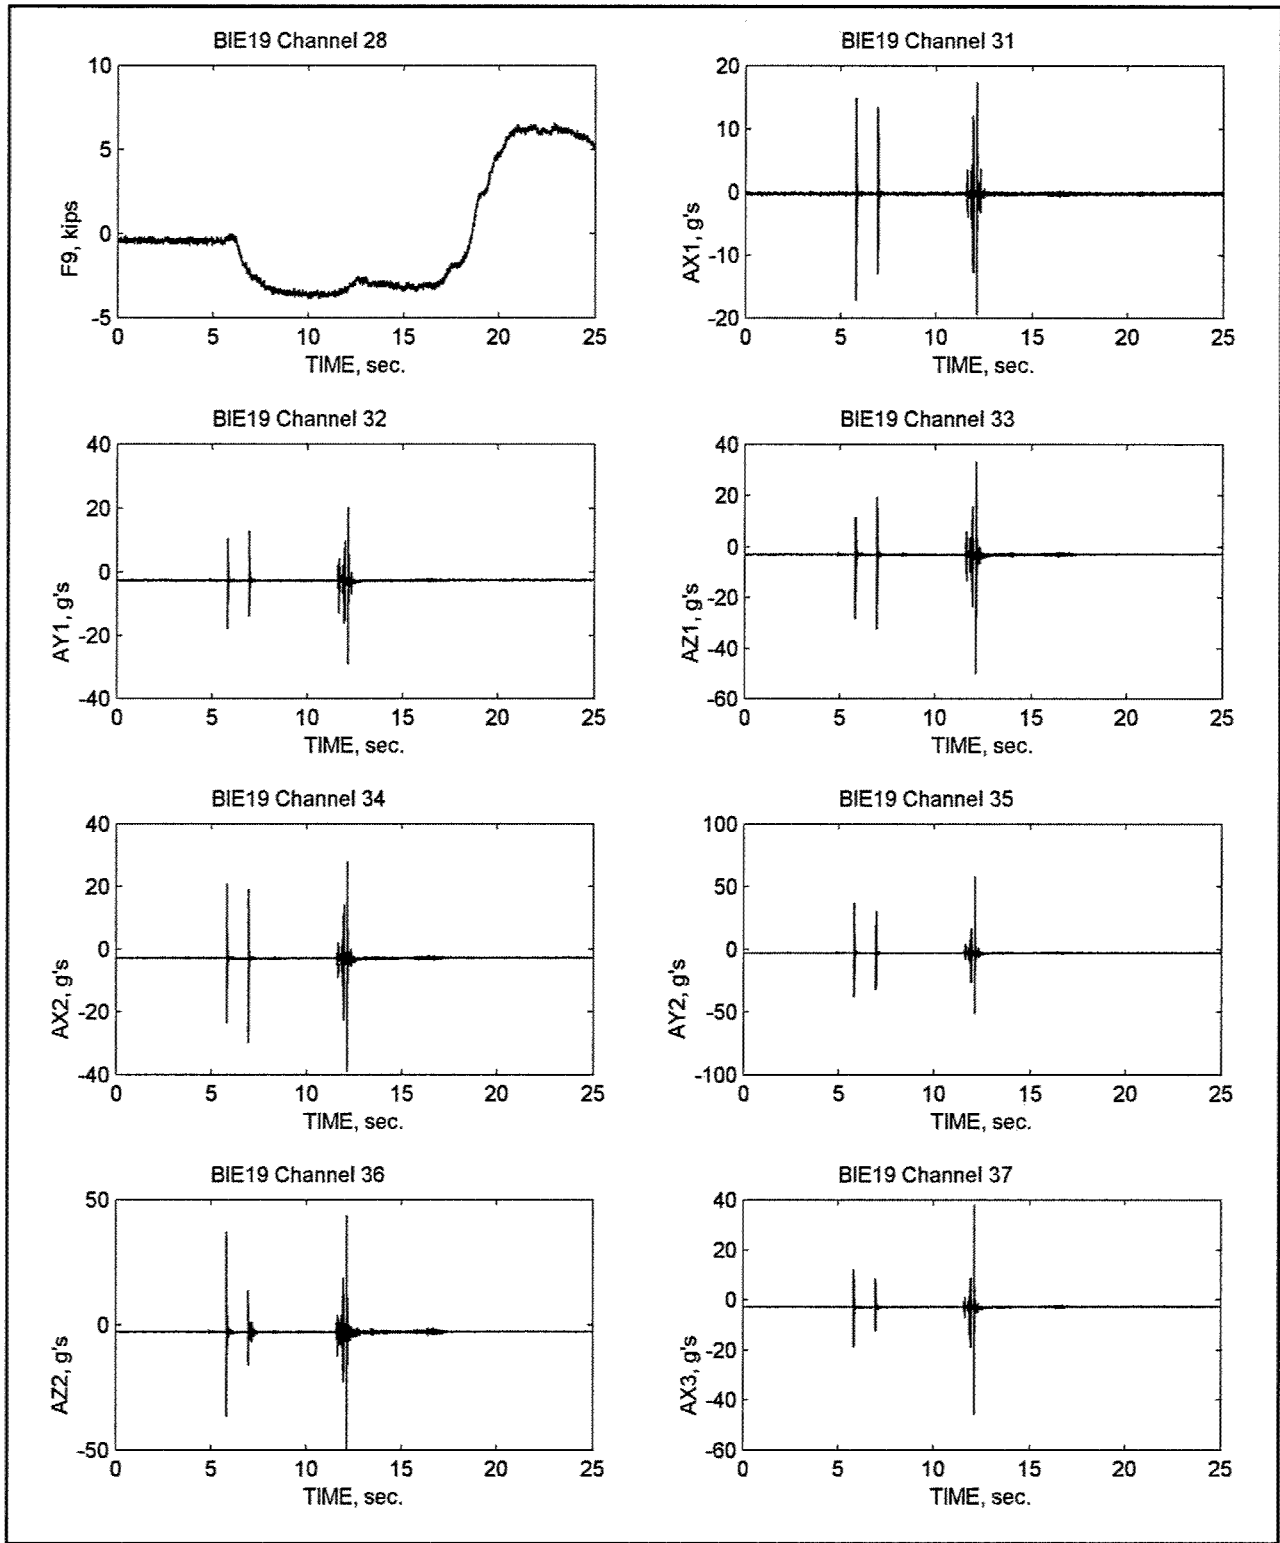 BIE19 Channel 28
10
5
0
-5
F9, kips
0 5 10 15 20 25
TIME, sec.
BIE19 Channel 31
20
10
0
-10
-20
AX1, g's
0 5 10 15 20 25
TIME, sec.
BIE19 Channel 32
40
20
0
-20
-40
AY1, g's
0 5 10 15 20 25
TIME, sec.
BIE19 Channel 33
40
20
0
-20
-40
-60
AZ1, g's
0 5 10 15 20 25
TIME, sec.
BIE19 Channel 34
40
20
0
-20
-40
AX2, g's
0 5 10 15 20 25
TIME, sec.
BIE19 Channel 35
100
50
0
-50
-100
AY2, g's
0 5 10 15 20 25
TIME, sec.
BIE19 Channel 36
50
0
-50
AZ2, g's
0 5 10 15 20 25
TIME, sec.
BIE19 Channel 37
40
20
0
-20
-40
-60
AX3, g's
0 5 10 15 20 25
TIME, sec.